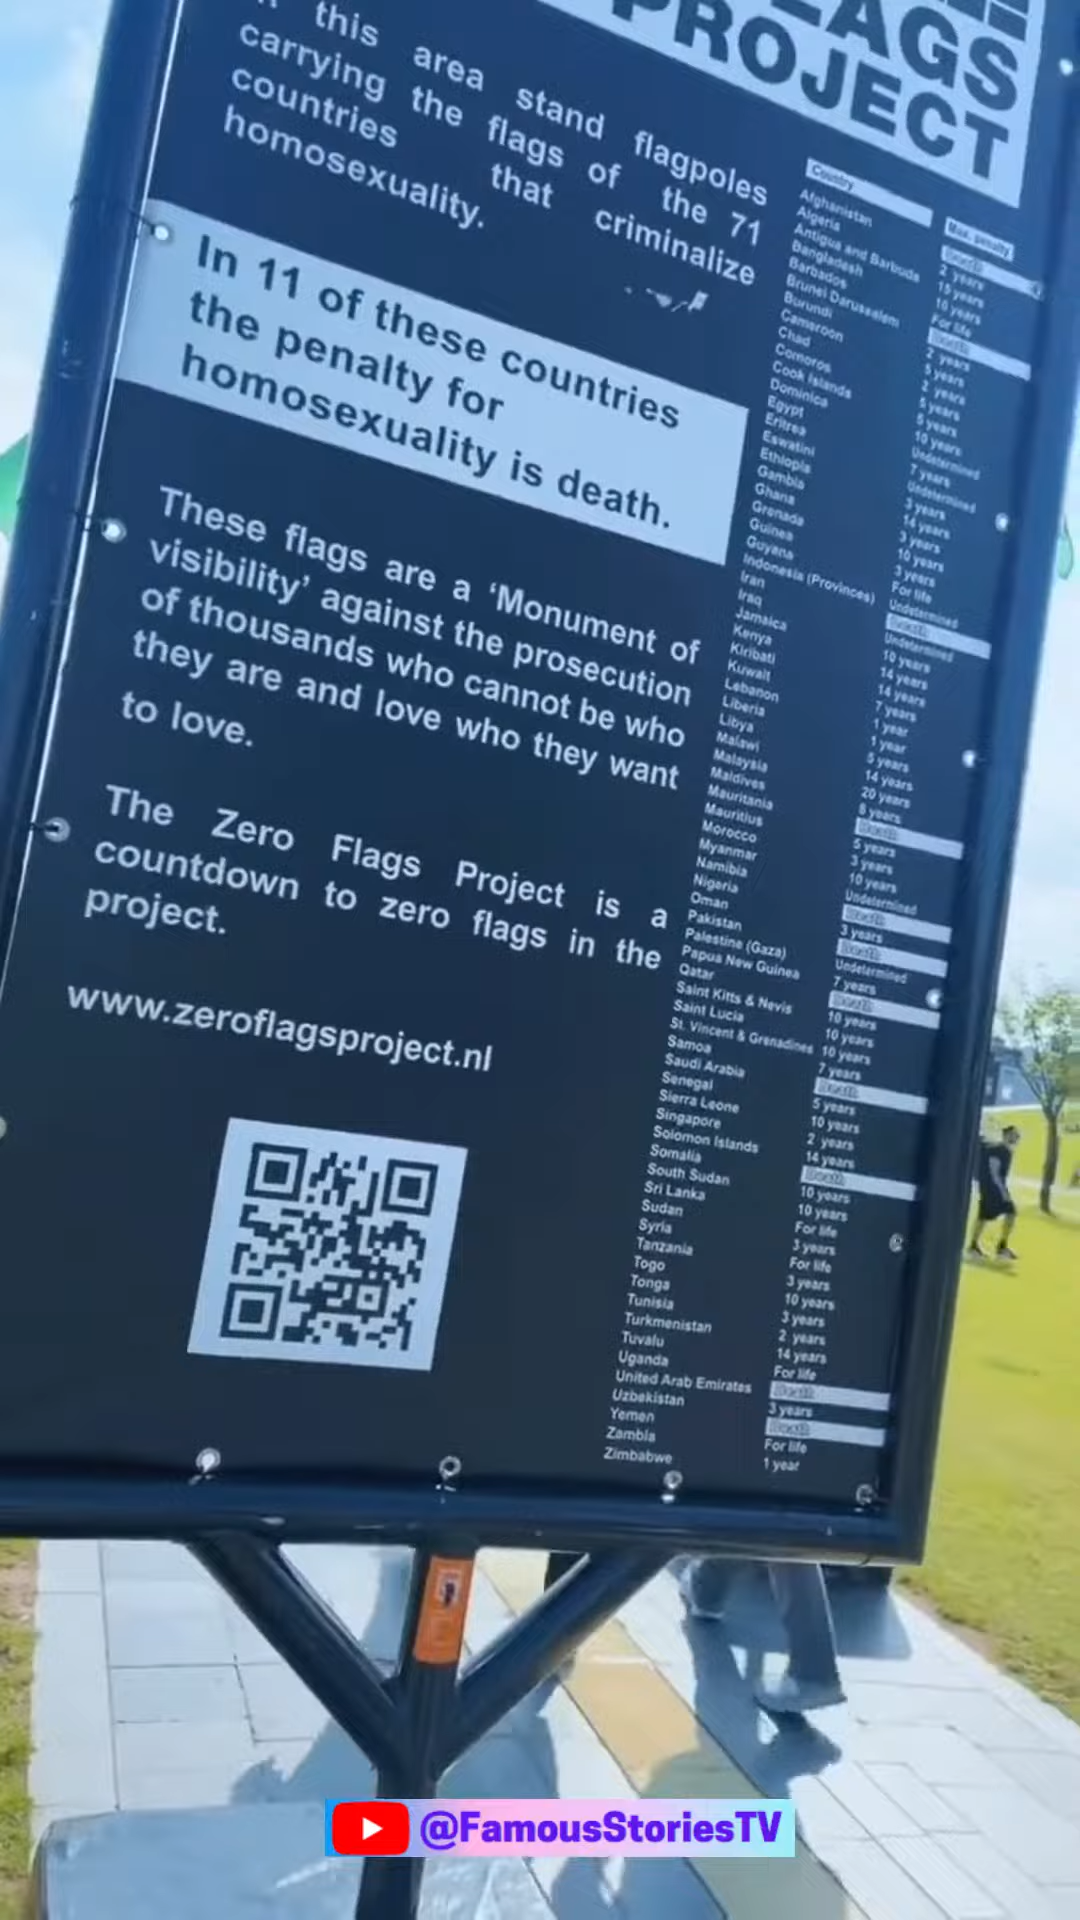 LAGS
PROJECT
this area stand flagpoles
carrying the flags of the 71
countries that criminalize
homosexuality.
In 11 of these countries
the penalty for
homosexuality is death.
These flags are a ‘Monument of
visibility’ against the prosecution
of thousands who cannot be who
they are and love who they want
to love.
The Zero Flags Project is a
countdown to zero flags in the
project.
www.zeroflagsproject.nl
Country Max. penalty
Afghanistan Death
Algeria 2 years
Antigua and Barbuda 15 years
Bangladesh 10 years
Barbados For life
Brunei Darussalem Death
Burundi 2 years
Cameroon 5 years
Chad 2 years
Comoros 5 years
Cook Islands 5 years
Dominica 10 years
Egypt Undetermined
Eritrea 7 years
Eswatini Undetermined
Ethiopia 3 years
Gambia 14 years
Ghana 3 years
Grenada 10 years
Guinea 3 years
Guyana For life
Indonesia (Provinces) Undetermined
Iran Death
Iraq Undetermined
Jamaica 10 years
Kenya 14 years
Kiribati 14 years
Kuwait 7 years
Lebanon 1 year
Liberia 1 year
Libya 5 years
Malawi 14 years
Malaysia 20 years
Maldives 8 years
Mauritania Death
Mauritius 5 years
Morocco 3 years
Myanmar 10 years
Namibia Undetermined
Nigeria Death
Oman 3 years
Pakistan Death
Palestine (Gaza) Undetermined
Papua New Guinea 7 years
Qatar Death
Saint Kitts & Nevis 10 years
Saint Lucia 10 years
St. Vincent & Grenadines 10 years
Samoa 7 years
Saudi Arabia Death
Senegal 5 years
Sierra Leone 10 years
Singapore 2 years
Solomon Islands 14 years
Somalia Death
South Sudan 10 years
Sri Lanka 10 years
Sudan For life
Syria 3 years
Tanzania For life
Togo 3 years
Tonga 10 years
Tunisia 3 years
Turkmenistan 2 years
Tuvalu 14 years
Uganda For life
United Arab Emirates Death
Uzbekistan 3 years
Yemen Death
Zambia For life
Zimbabwe 1 year
@FamousStoriesTV